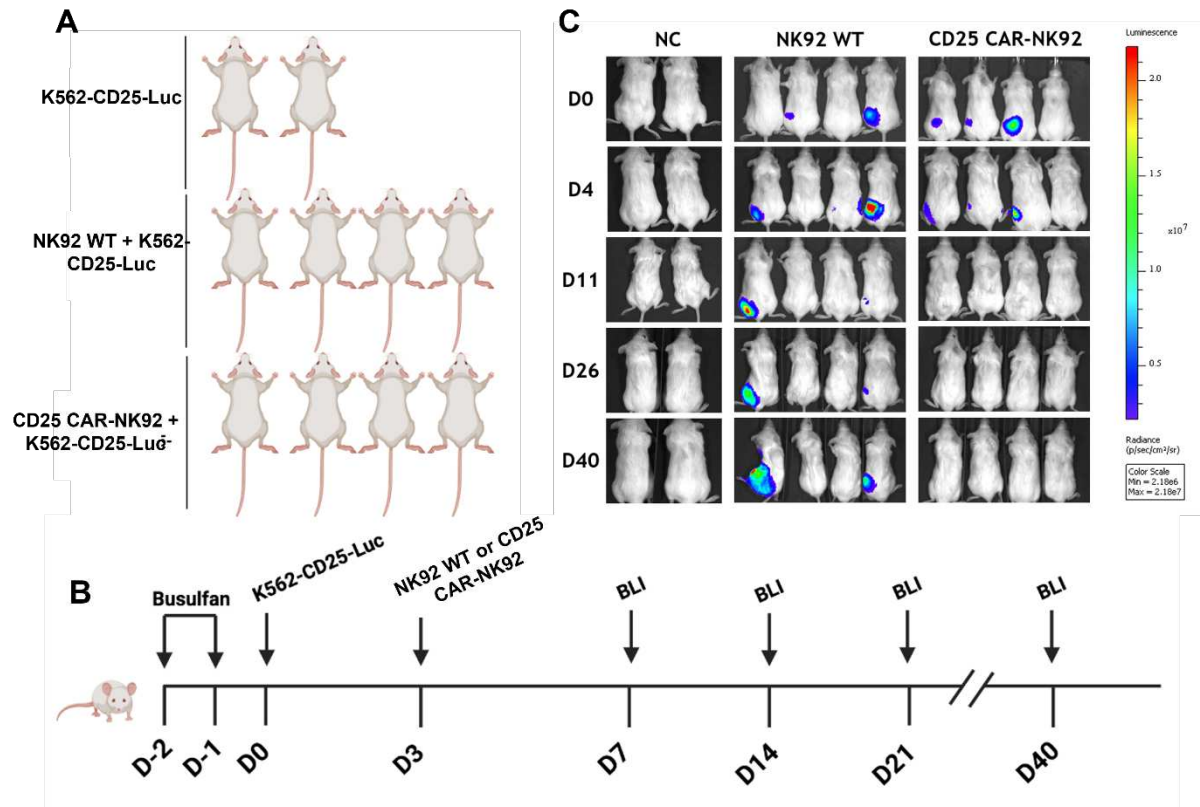 A
K562-CD25-Luc
NK92 WT + K562-
CD25-Luc
CD25 CAR-NK92 +
K562-CD25-Luc-
C
NC
NK92 WT
CD25 CAR-NK92
D0
D4
D11
D26
D40
Luminescence
2.0
1.5
x10⁷
1.0
0.5
Radiance
(p/sec/cm²/sr)
Color Scale
Min = 2.18e6
Max = 2.18e7
B
Busulfan
K562-CD25-Luc
NK92 WT or CD25
CAR-NK92
BLI
BLI
BLI
BLI
D-2
D-1
D0
D3
D7
D14
D21
D40